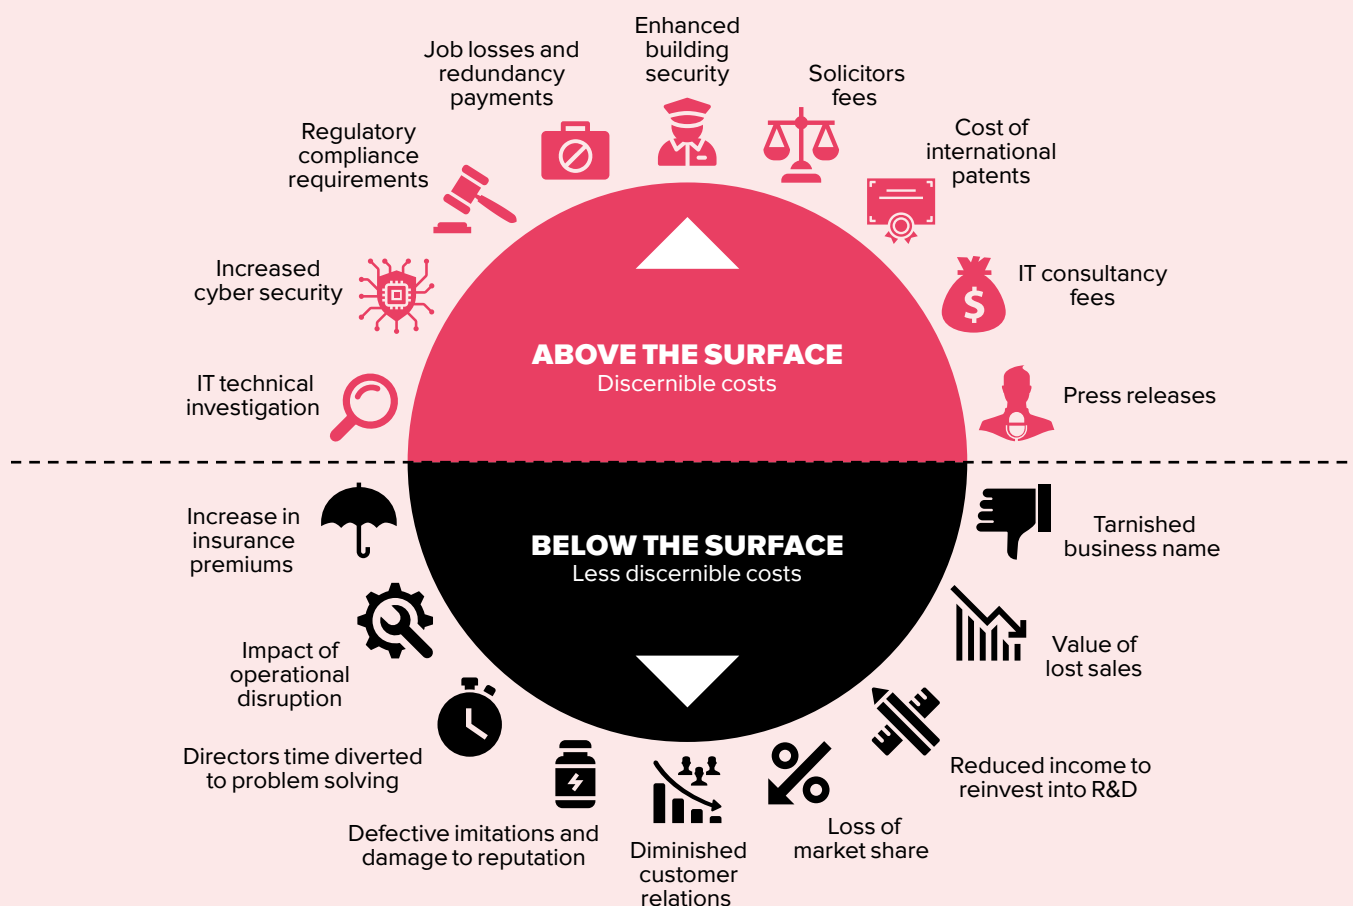 Enhanced
building
security
Job losses and
redundancy
payments
Solicitors
fees
Regulatory
compliance
requirements
Cost of
international
patents
Increased
cyber security
IT consultancy
fees
$
ABOVE THE SURFACE
Discernible costs
IT technical
investigation
Press releases
BELOW THE SURFACE
Less discernible costs
Increase in
insurance
premiums
Tarnished
business name
Impact of
operational
disruption
Value of
lost sales
Directors time diverted
to problem solving
Reduced income to
reinvest into R&D
Defective imitations and
damage to reputation
Diminished
customer
relations
Loss of
market share